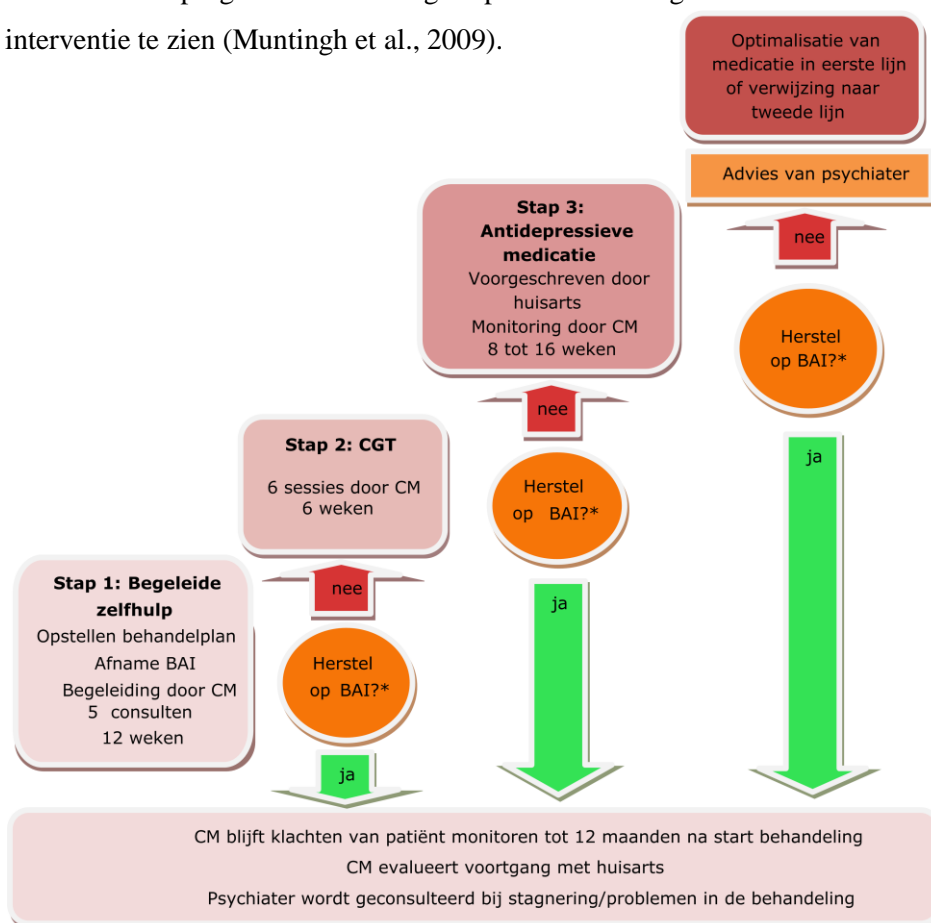 interventie te zien (Muntingh et al., 2009).
Optimalisatie van
medicatie in eerste lijn
of verwijzing naar
tweede lijn
Advies van psychiater
nee
Herstel
op BAI?*
ja
Stap 3:
Antidepressieve
medicatie
Voorgeschreven door
huisarts
Monitoring door CM
8 tot 16 weken
nee
Herstel
op BAI?*
ja
Stap 2: CGT
6 sessies door CM
6 weken
nee
Herstel
op BAI?*
ja
Stap 1: Begeleide
zelfhulp
Opstellen behandelplan
Afname BAI
Begeleiding door CM
5 consulten
12 weken
CM blijft klachten van patiënt monitoren tot 12 maanden na start behandeling
CM evalueert voortgang met huisarts
Psychiater wordt geconsulteerd bij stagnering/problemen in de behandeling